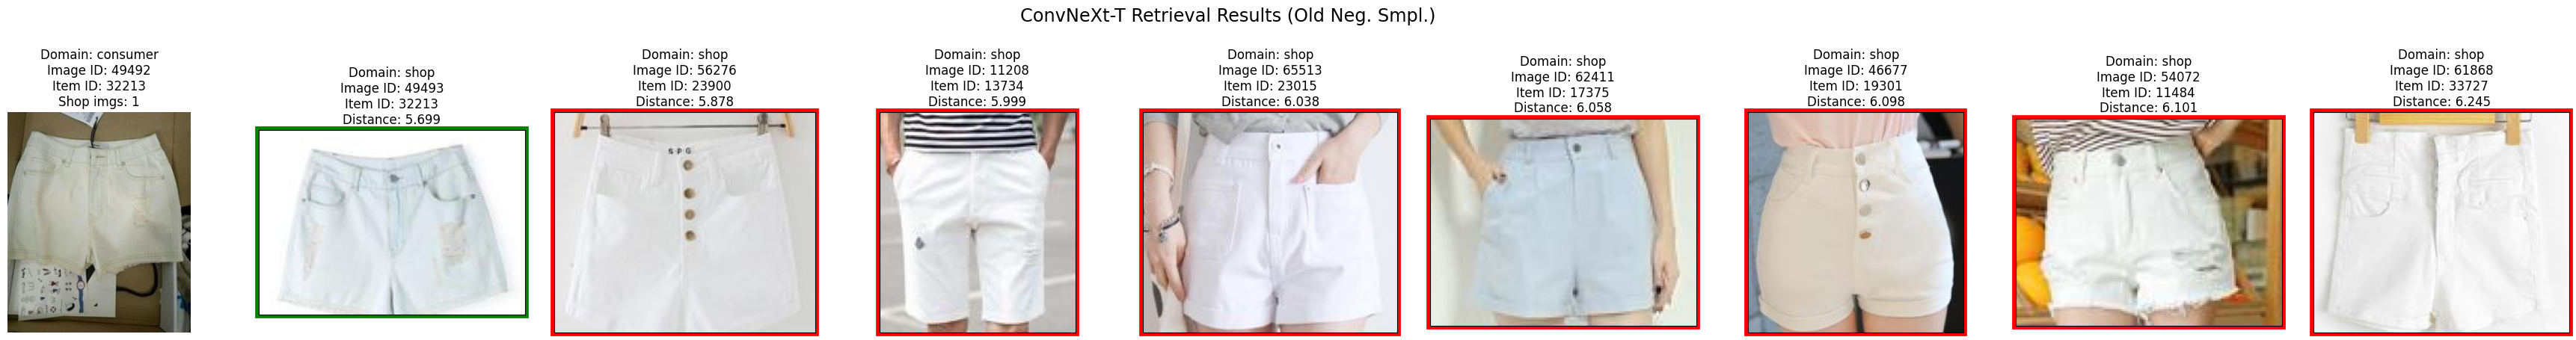 ConvNeXt-T Retrieval Results (Old Neg. Smpl.)
Domain: consumer
Image ID: 49492
Item ID: 32213
Shop imgs: 1
Domain: shop
Image ID: 49493
Item ID: 32213
Distance: 5.699
Domain: shop
Image ID: 56276
Item ID: 23900
Distance: 5.878
Domain: shop
Image ID: 11208
Item ID: 13734
Distance: 5.999
Domain: shop
Image ID: 65513
Item ID: 23015
Distance: 6.038
Domain: shop
Image ID: 62411
Item ID: 17375
Distance: 6.058
Domain: shop
Image ID: 46677
Item ID: 19301
Distance: 6.098
Domain: shop
Image ID: 54072
Item ID: 11484
Distance: 6.101
Domain: shop
Image ID: 61868
Item ID: 33727
Distance: 6.245
SPG